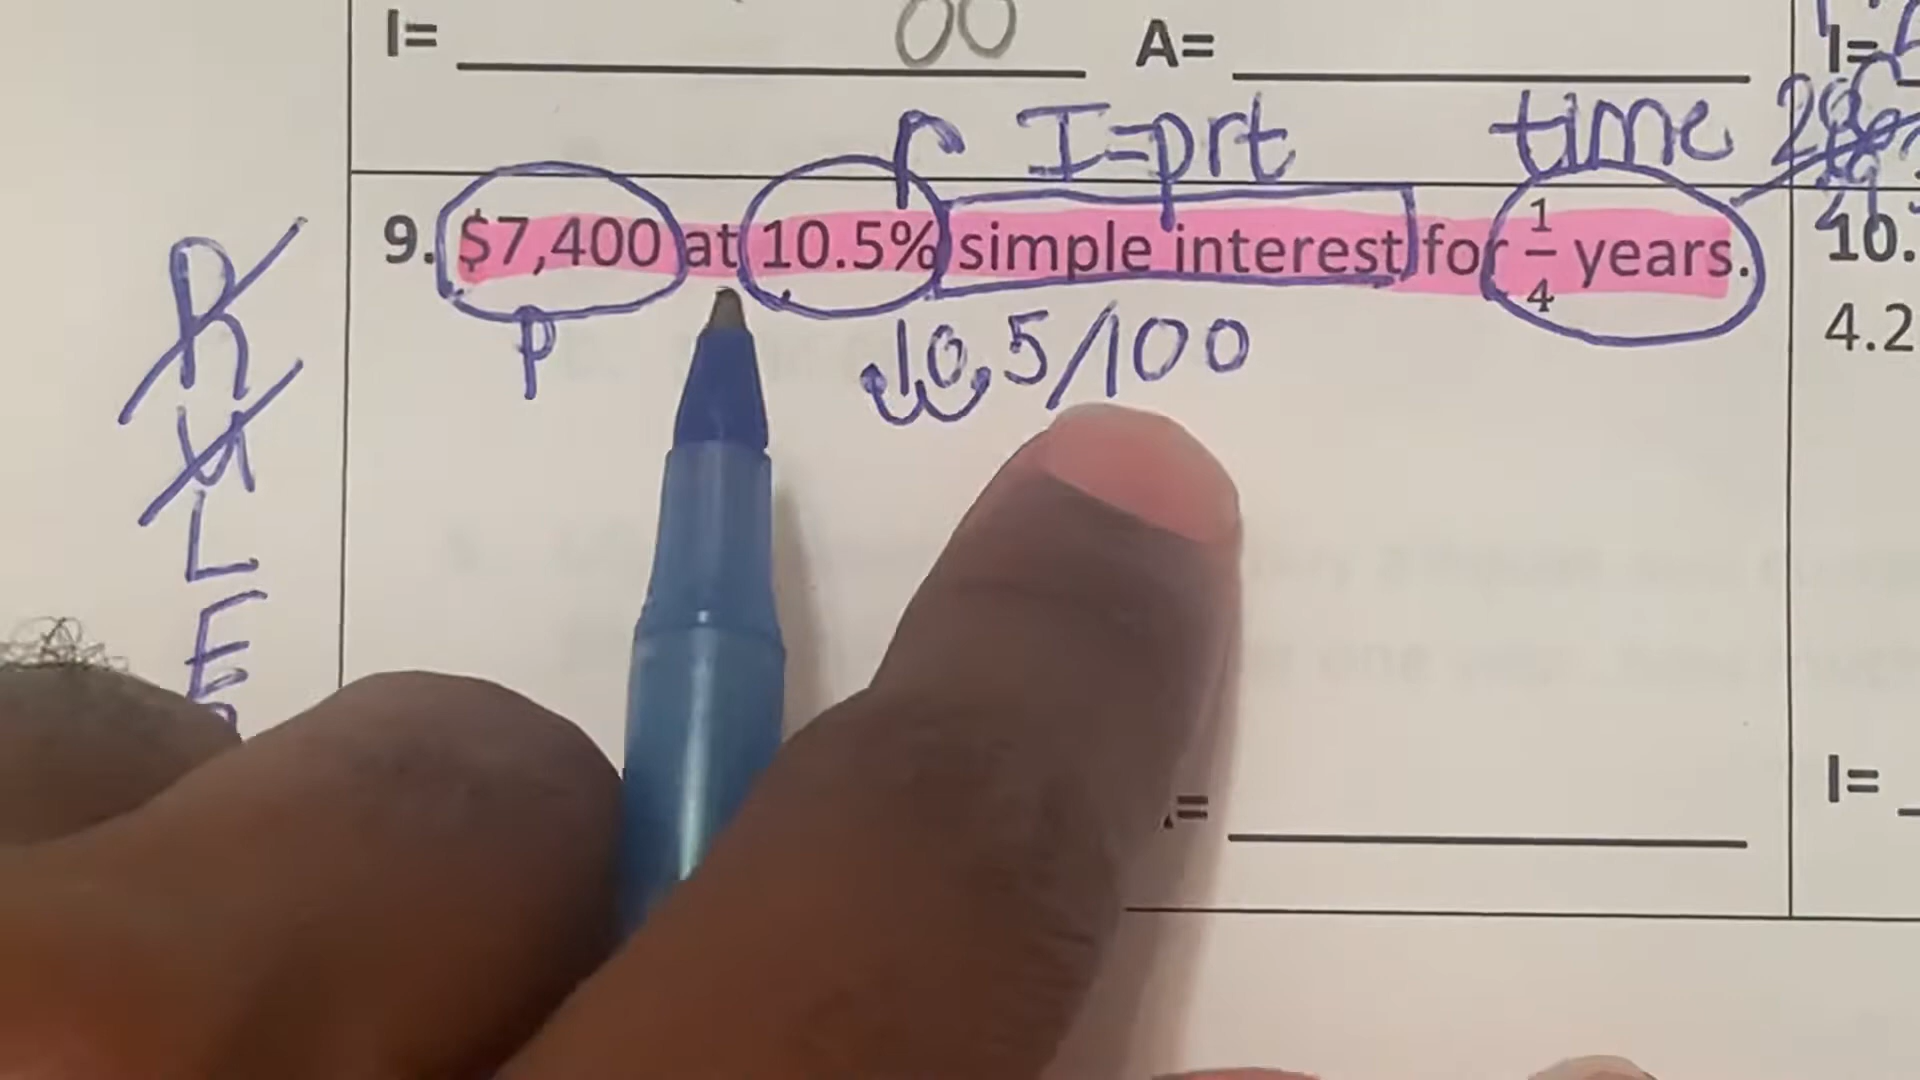 I= 00 A= I=
r I=prt time
9. $7,400 at 10.5% simple interest for 1/4 years. 10.
P 10.5/100 4.2
R
U
L
E
= I=